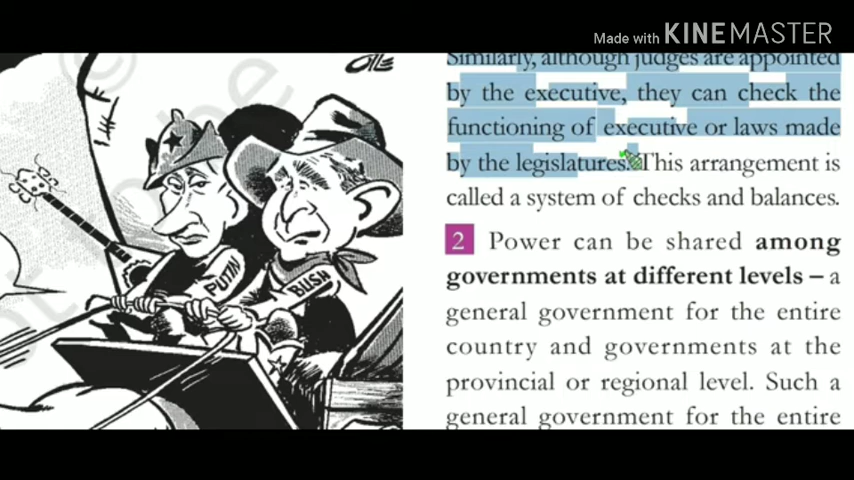 Made with KINEMASTER
OLLE
PUTIN
BUSH
Similarly, although judges are appointed
by the executive, they can check the
functioning of executive or laws made
by the legislatures. This arrangement is
called a system of checks and balances.
2 Power can be shared among
governments at different levels – a
general government for the entire
country and governments at the
provincial or regional level. Such a
general government for the entire